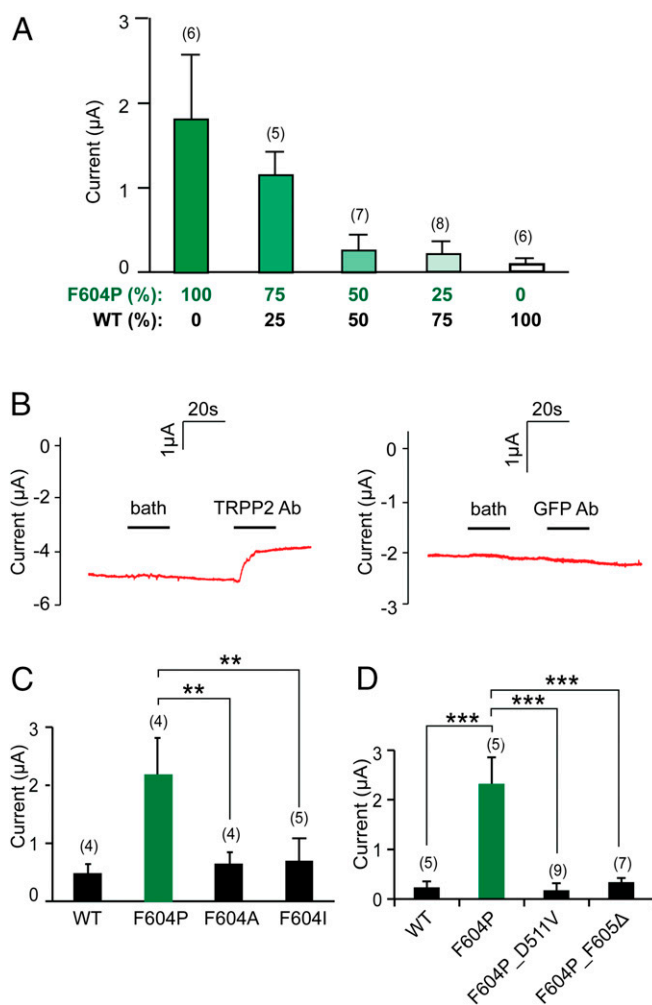 A
3
2
1
0
Current (µA)
(6)
(5)
(7)
(8)
(6)
F604P (%): 100 75 50 25 0
WT (%): 0 25 50 75 100
B
20s
1µA
0
-2
-4
-6
Current (µA)
bath
TRPP2 Ab
20s
1µA
0
-1
-2
-3
Current (µA)
bath
GFP Ab
C
**
**
3
2
1
0
Current (µA)
(4)
(4)
(4)
(5)
WT F604P F604A F604I
D
***
***
***
3
2
1
0
Current (µA)
(5)
(5)
(9)
(7)
WT
F604P
F604P_D511V
F604P_F605Δ